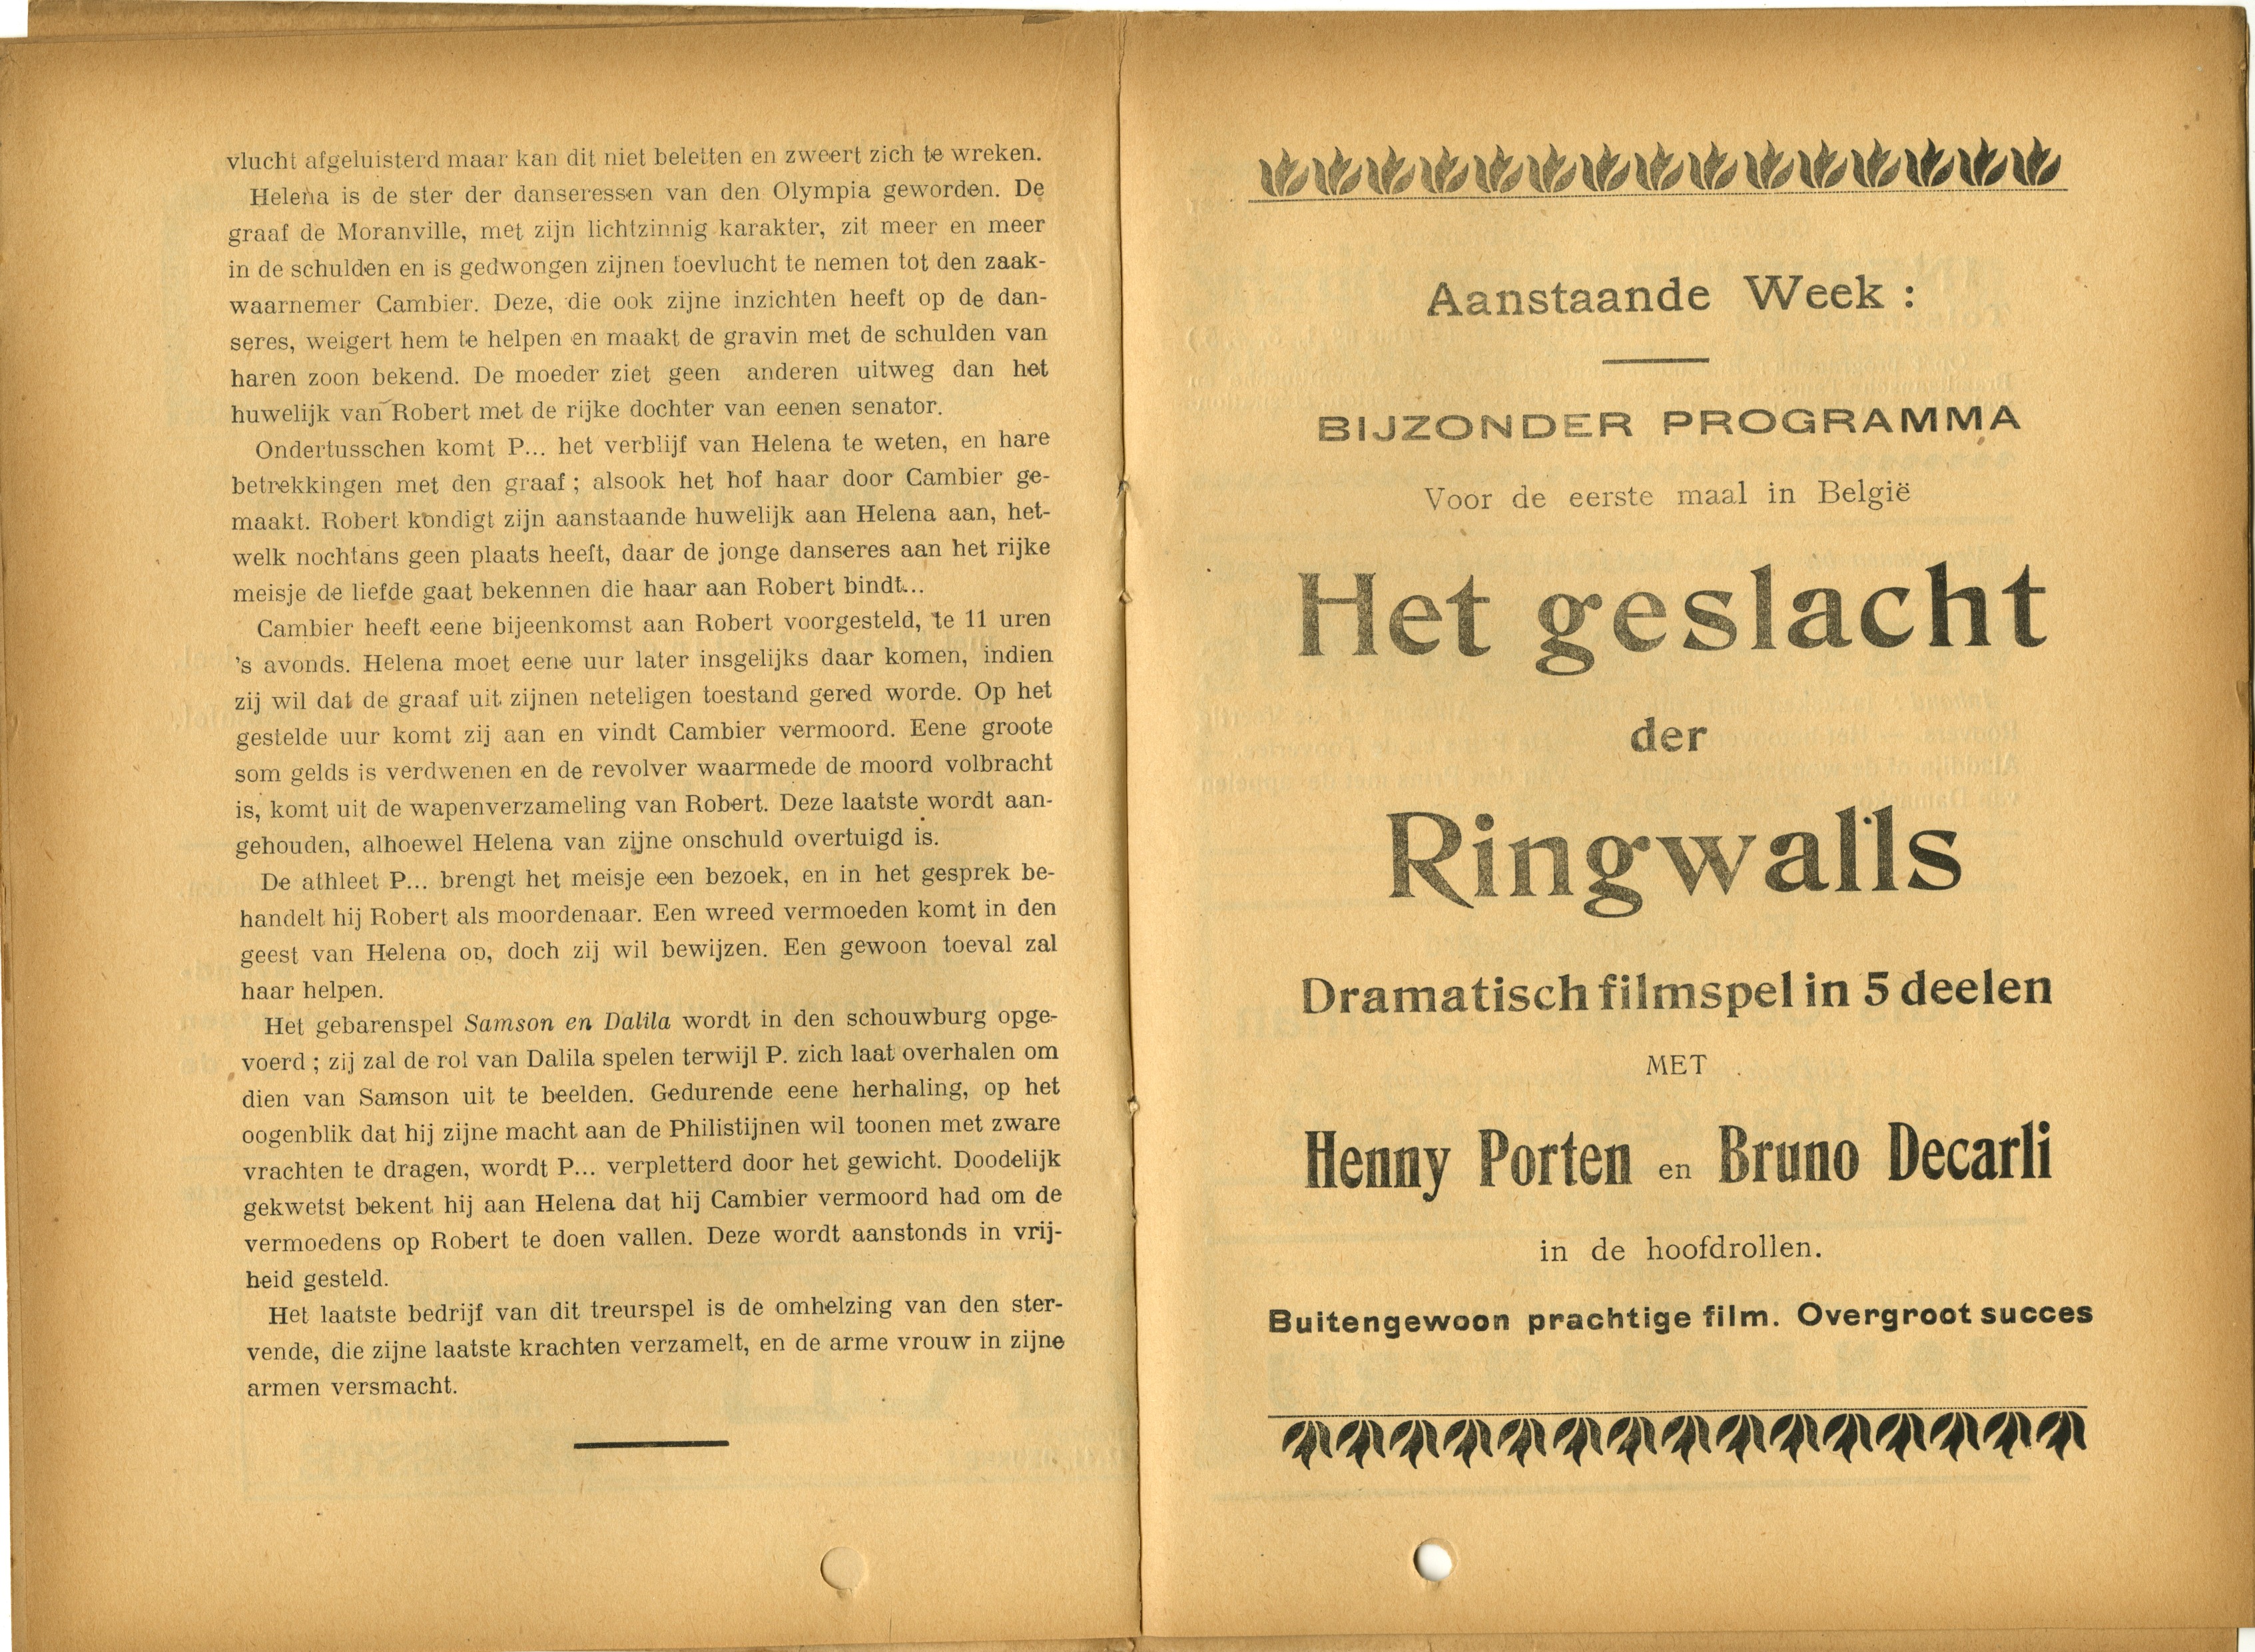 vlucht afgeluisterd maar kan dit niet beletten en zweert zich te wreken.
Helena is de ster der danseressen van den Olympia geworden. De
graaf de Moranville, met zijn lichtzinnig karakter, zit meer en meer
in de schulden en is gedwongen zijnen toevlucht te nemen tot den zaak-
waarnemer Cambier. Deze, die ook zijne inzichten heeft op de dan-
seres, weigert hem te helpen en maakt de gravin met de schulden van
haren zoon bekend. De moeder ziet geen anderen uitweg dan het
huwelijk van Robert met de rijke dochter van eenen senator.
Ondertusschen komt P... het verblijf van Helena te weten, en hare
betrekkingen met den graaf ; alsook het hof haar door Cambier ge-
maakt. Robert kondigt zijn aanstaande huwelijk aan Helena aan, het-
welk nochtans geen plaats heeft, daar de jonge danseres aan het rijke
meisje de liefde gaat bekennen die haar aan Robert bindt...
Cambier heeft eene bijeenkomst aan Robert voorgesteld, te 11 uren
's avonds. Helena moet eene uur later insgelijks daar komen, indien
zij wil dat de graaf uit zijnen neteligen toestand gered worde. Op het
gestelde uur komt zij aan en vindt Cambier vermoord. Eene groote
som gelds is verdwenen en de revolver waarmede de moord volbracht
is, komt uit de wapenverzameling van Robert. Deze laatste wordt aan-
gehouden, alhoewel Helena van zijne onschuld overtuigd is.
De athleet P... brengt het meisje een bezoek, en in het gesprek be-
handelt hij Robert als moordenaar. Een wreed vermoeden komt in den
geest van Helena op, doch zij wil bewijzen. Een gewoon toeval zal
haar helpen.
Het gebarenspel Samson en Dalila wordt in den schouwburg opge-
voerd ; zij zal de rol van Dalila spelen terwijl P. zich laat overhalen om
dien van Samson uit te beelden. Gedurende eene herhaling, op het
oogenblik dat hij zijne macht aan de Philistijnen wil toonen met zware
vrachten te dragen, wordt P... verpletterd door het gewicht. Doodelijk
gekwetst bekent hij aan Helena dat hij Cambier vermoord had om de
vermoedens op Robert te doen vallen. Deze wordt aanstonds in vrij-
heid gesteld.
Het laatste bedrijf van dit treurspel is de omhelzing van den ster-
vende, die zijne laatste krachten verzamelt, en de arme vrouw in zijne
armen versmacht.
Aanstaande Week :
BIJZONDER PROGRAMMA
Voor de eerste maal in België
Het geslacht
der
Ringwalls
Dramatisch filmspel in 5 deelen
MET
Henny Porten en Bruno Decarli
in de hoofdrollen.
Buitengewoon prachtige film. Overgroot succes